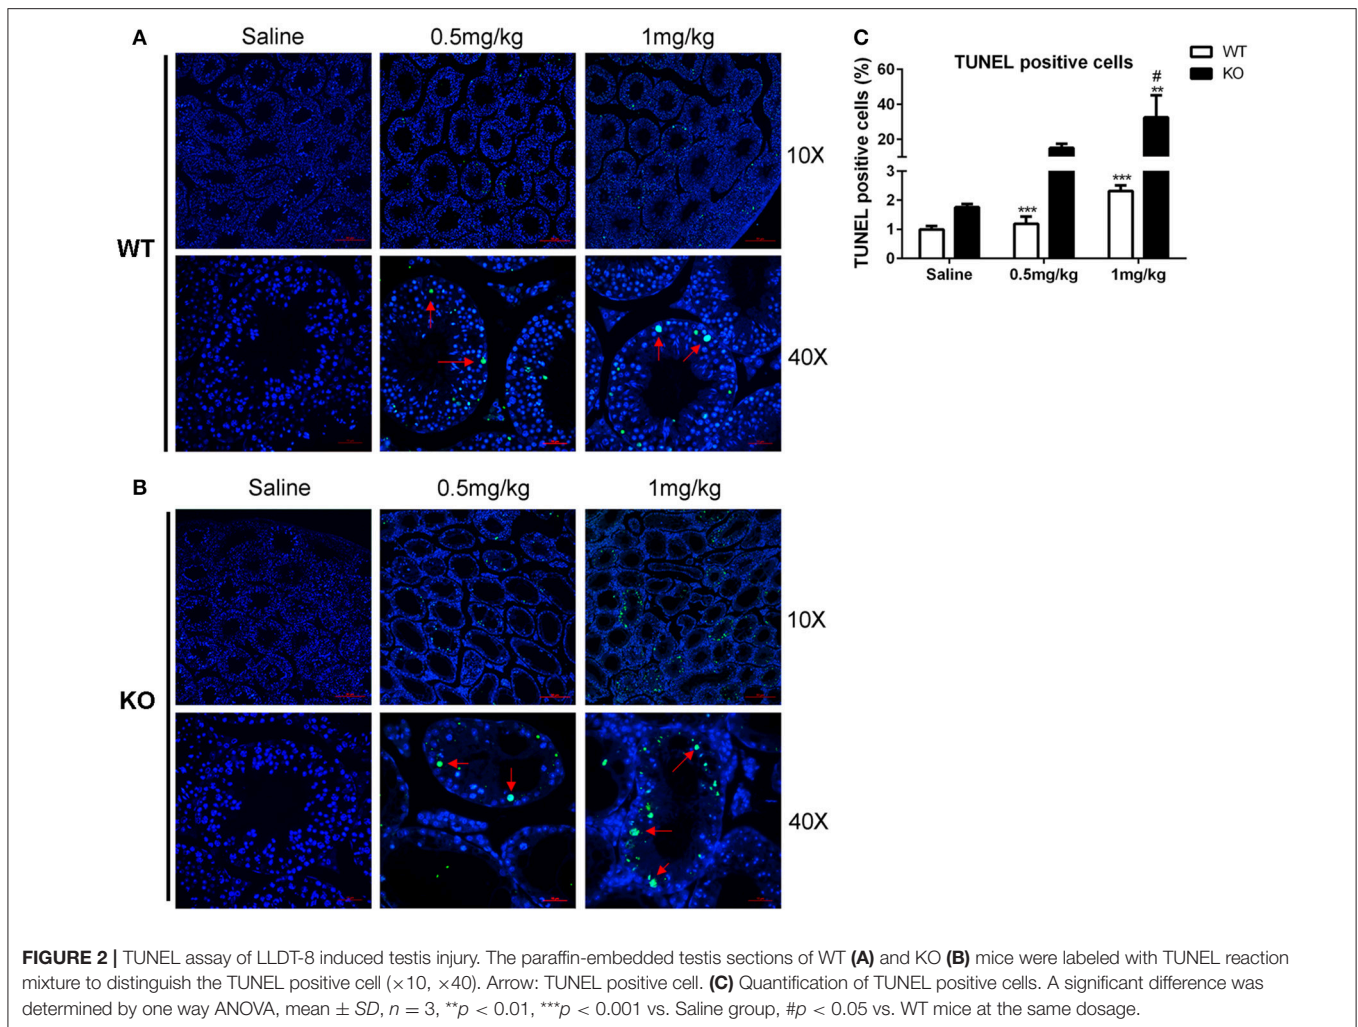 A
Saline
0.5mg/kg
1mg/kg
10X
WT
40X
B
Saline
0.5mg/kg
1mg/kg
10X
KO
40X
C
WT
KO
TUNEL positive cells
TUNEL positive cells (%)
60
40
20
3
2
1
0
***
***
#
**
Saline
0.5mg/kg
1mg/kg
FIGURE 2 | TUNEL assay of LLDT-8 induced testis injury. The paraffin-embedded testis sections of WT (A) and KO (B) mice were labeled with TUNEL reaction
mixture to distinguish the TUNEL positive cell (×10, ×40). Arrow: TUNEL positive cell. (C) Quantification of TUNEL positive cells. A significant difference was
determined by one way ANOVA, mean ± SD, n = 3, **p < 0.01, ***p < 0.001 vs. Saline group, #p < 0.05 vs. WT mice at the same dosage.